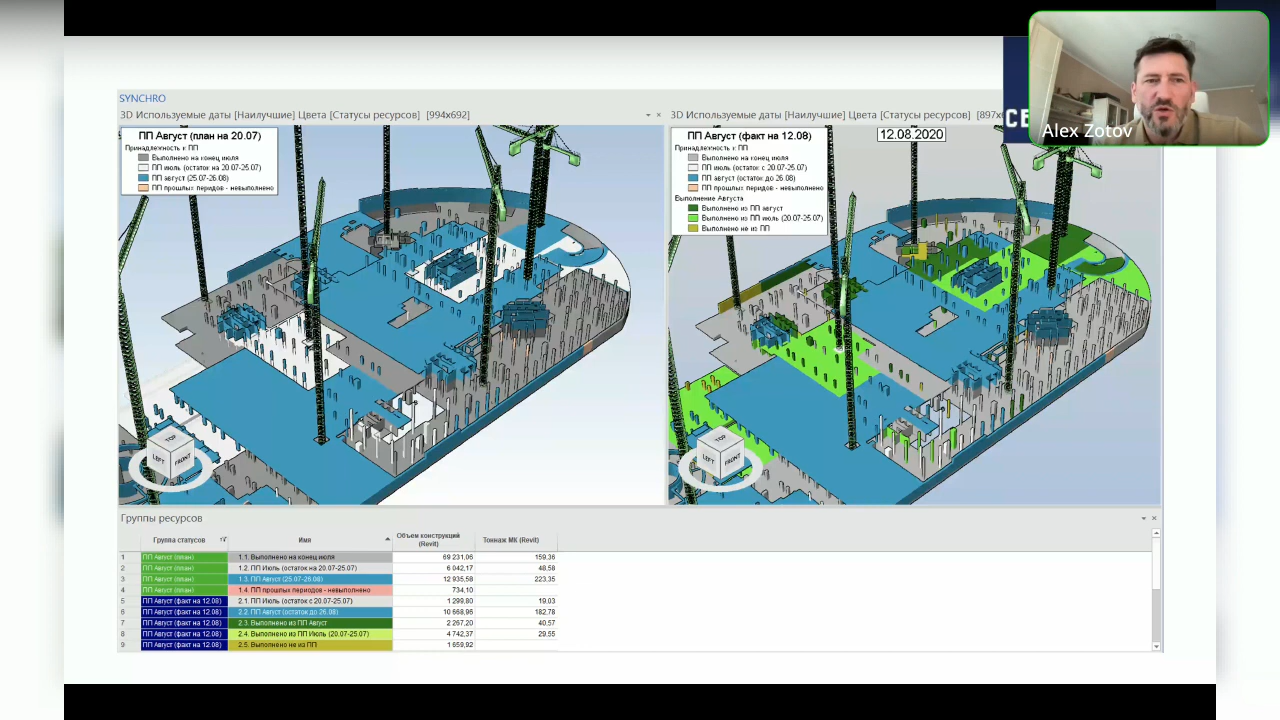 SYNCHRO
3D Используемые даты [Наилучшие] Цвета [Статусы ресурсов] [994x692]
ПП Август (план на 20.07)
Принадлежность к ПП
Выполнено на конец июля
ПП июль (остаток на 20.07-25.07)
ПП август (25.07-26.08)
ПП прошлых перидов - невыполнено
TOP
LEFT
FRONT
3D Используемые даты [Наилучшие] Цвета [Статусы ресурсов] [897x
ПП Август (факт на 12.08)
Принадлежность к ПП
Выполнено на конец июля
ПП июль (остаток с 20.07-25.07)
ПП август (остаток до 26.08)
ПП прошлых перидов - невыполнено
Выполнение Августа
Выполнено из ПП август
Выполнено из ПП июль (20.07-25.07)
Выполнено не из ПП
12.08.2020
TOP
LEFT
FRONT
CE
Alex Zotov
Группы ресурсов
Группа статусов Имя Объем конструкций (Revit) Тоннаж МК (Revit)
1 ПП Август (план) 1.1. Выполнено на конец июля 69 231,06 159,36
2 ПП Август (план) 1.2. ПП Июль (остаток на 20.07-25.07) 6 042,17 48,58
3 ПП Август (план) 1.3. ПП Август (25.07-26.08) 12 935,58 223,35
4 ПП Август (план) 1.4. ПП прошлых периодов - невыполнено 734,10
5 ПП Август (факт на 12.08) 2.1. ПП Июль (остаток с 20.07-25.07) 1 299,80 19,03
6 ПП Август (факт на 12.08) 2.2. ПП Август (остаток до 26.08) 10 668,96 182,78
7 ПП Август (факт на 12.08) 2.3. Выполнено из ПП Август 2 267,20 40,57
8 ПП Август (факт на 12.08) 2.4. Выполнено из ПП Июль (20.07-25.07) 4 742,37 29,55
9 ПП Август (факт на 12.08) 2.5. Выполнено не из ПП 1 659,92